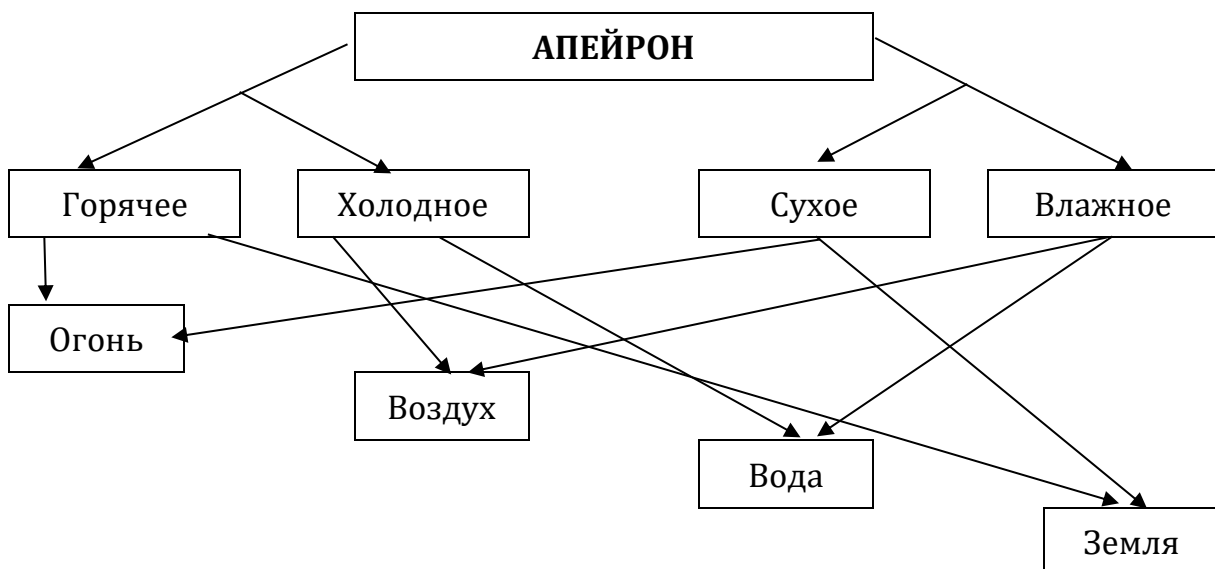 АПЕЙРОН
Горячее
Холодное
Сухое
Влажное
Огонь
Воздух
Вода
Земля